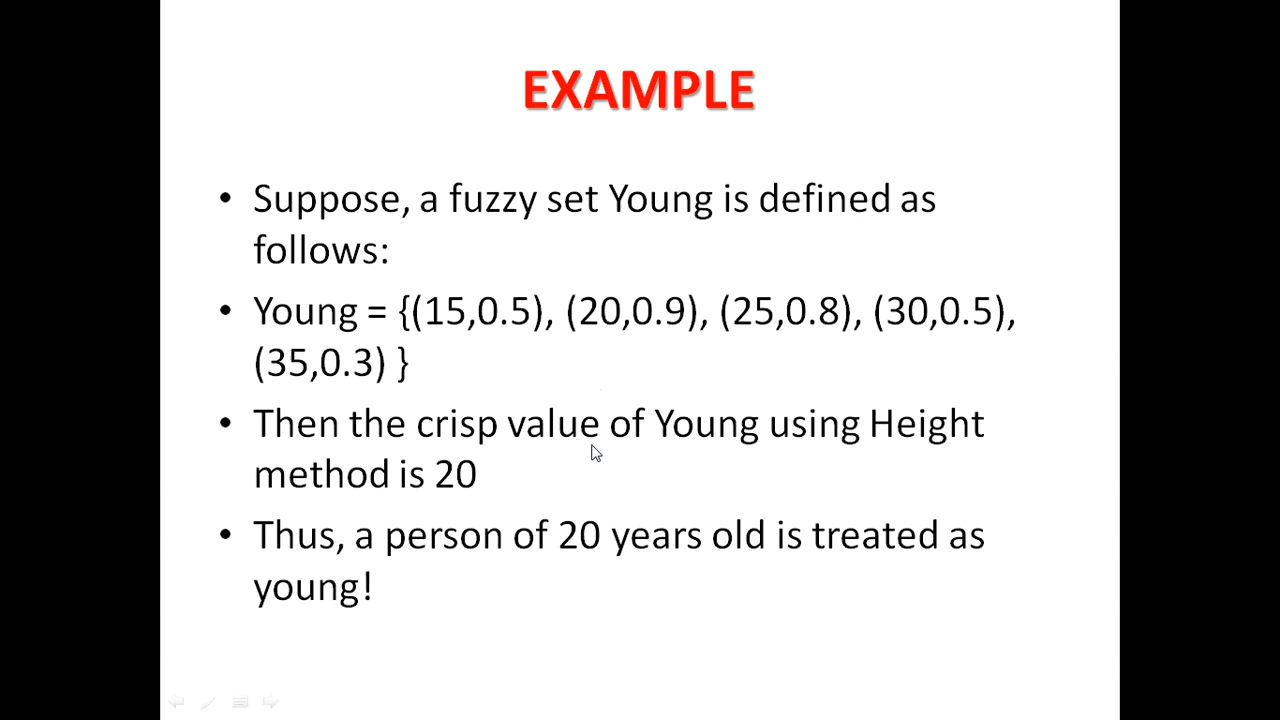 EXAMPLE
• Suppose, a fuzzy set Young is defined as
follows:
• Young = {(15,0.5), (20,0.9), (25,0.8), (30,0.5),
(35,0.3) }
• Then the crisp value of Young using Height
method is 20
• Thus, a person of 20 years old is treated as
young!